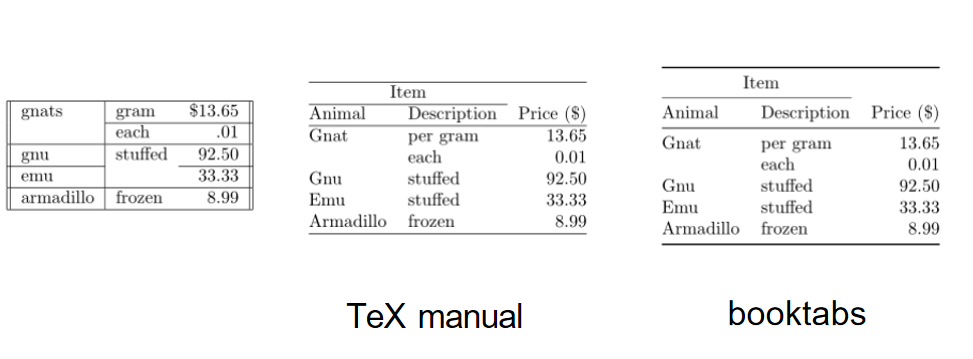 gnats gram $13.65
each .01
gnu stuffed 92.50
emu 33.33
armadillo frozen 8.99
Item
Animal Description Price ($)
Gnat per gram 13.65
each 0.01
Gnu stuffed 92.50
Emu stuffed 33.33
Armadillo frozen 8.99
TeX manual
Item
Animal Description Price ($)
Gnat per gram 13.65
each 0.01
Gnu stuffed 92.50
Emu stuffed 33.33
Armadillo frozen 8.99
booktabs